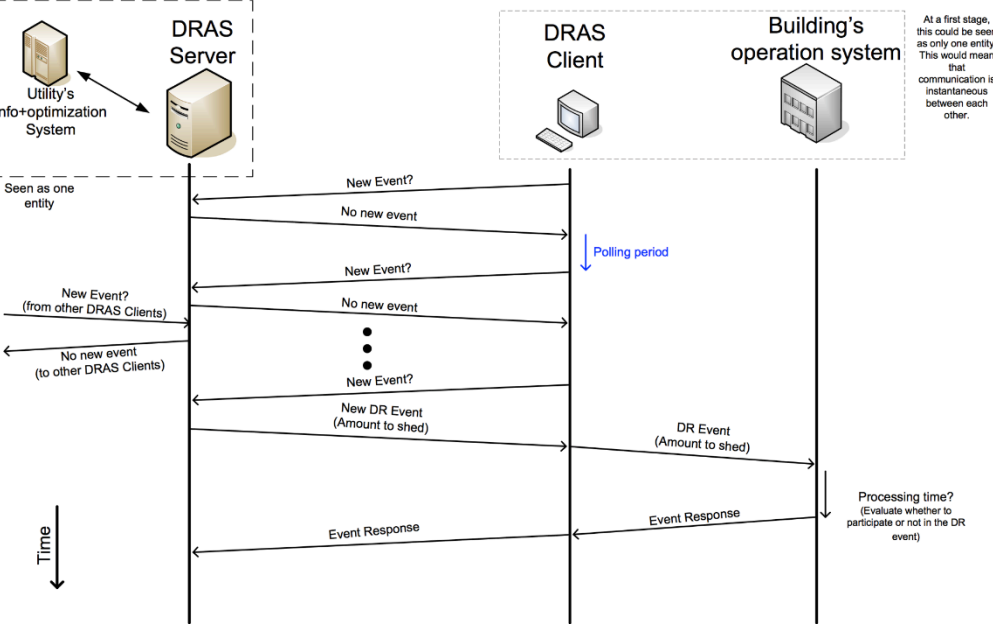 DRAS
Server
Utility's
nfo+optimization
System
DRAS
Client
Building's
operation system
At a first stage,
this could be seen
as only one entity
This would mean
that
communication is
instantaneous
between each
other.
Seen as one
entity
New Event?
No new event
Polling period
New Event?
New Event?
(from other DRAS Clients)
No new event
No new event
(to other DRAS Clients)
New Event?
New DR Event
(Amount to shed)
DR Event
(Amount to shed)
Processing time?
(Evaluate whether to
participate or not in the DR
event)
Event Response
Event Response
Time